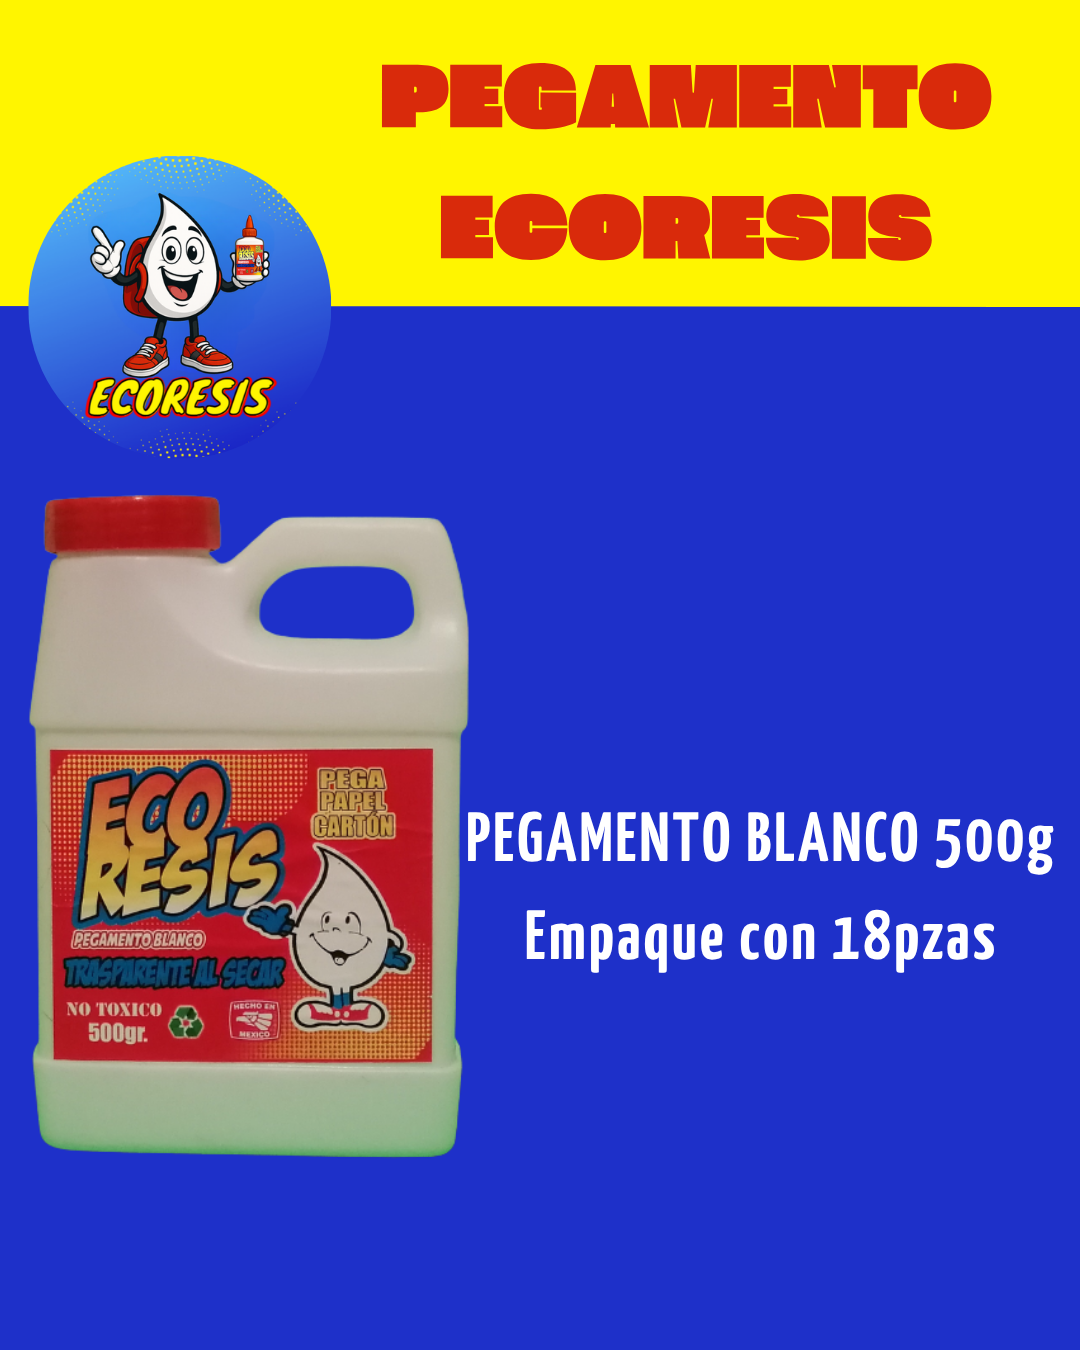 PEGAMENTO
ECORESIS
ECORESIS
ECO
RESIS
PEGA
PAPEL
CARTÓN
PEGAMENTO BLANCO
TRASPARENTE AL SECAR
NO TOXICO
500gr.
HECHO EN
MEXICO
PEGAMENTO BLANCO 500g
Empaque con 18pzas